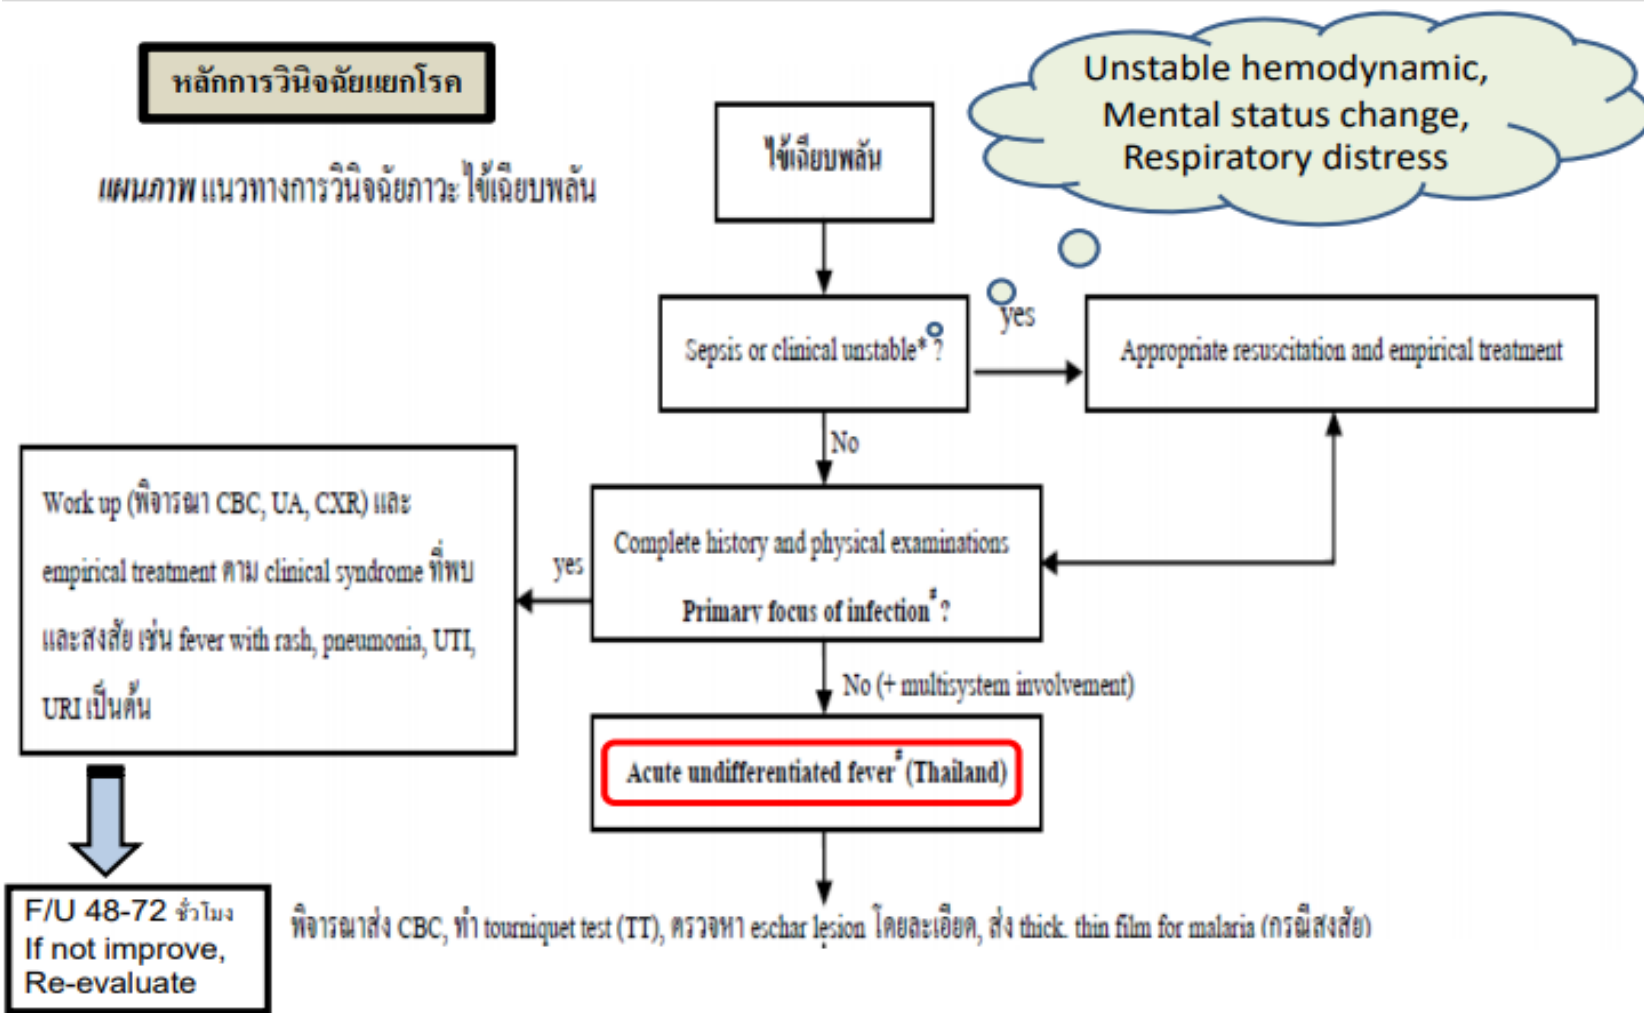 หลักการวินิจฉัยแยกโรค
แผนภาพ แนวทางการวินิจฉัยภาวะไข้เฉียบพลัน
ไข้เฉียบพลัน
Unstable hemodynamic,
Mental status change,
Respiratory distress
Sepsis or clinical unstable* ?
yes
Appropriate resuscitation and empirical treatment
No
Complete history and physical examinations
Primary focus of infection# ?
yes
Work up (พิจารณา CBC, UA, CXR) และ
empirical treatment ตาม clinical syndrome ที่พบ
และสงสัย เช่น fever with rash, pneumonia, UTI,
URI เป็นต้น
No (+ multisystem involvement)
Acute undifferentiated fever# (Thailand)
F/U 48-72 ชั่วโมง
If not improve,
Re-evaluate
พิจารณาส่ง CBC, ทำ tourniquet test (TT), ตรวจหา eschar lesion โดยละเอียด, ส่ง thick. thin film for malaria (กรณีสงสัย)